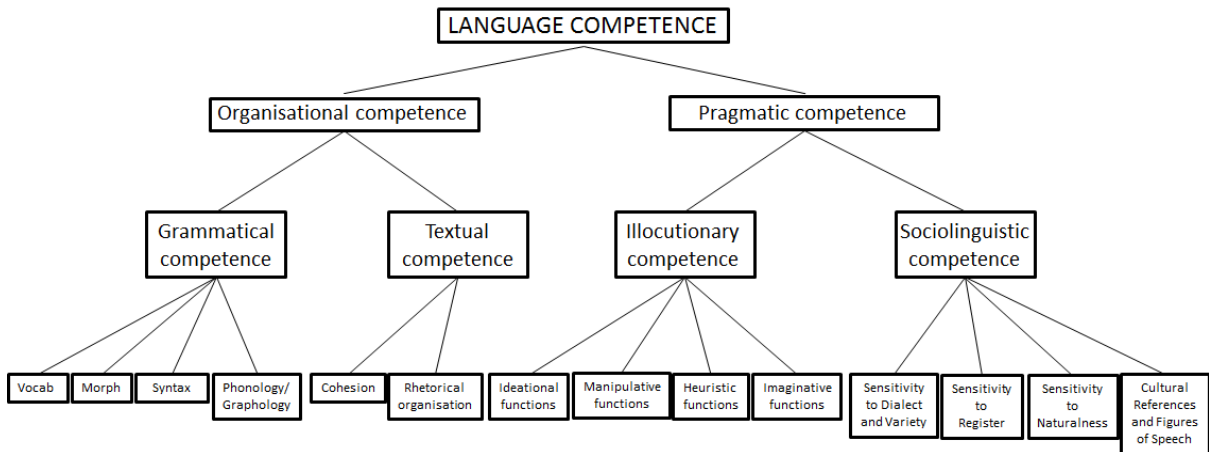 LANGUAGE COMPETENCE
Organisational competence
Pragmatic competence
Grammatical
competence
Textual
competence
Illocutionary
competence
Sociolinguistic
competence
Vocab
Morph
Syntax
Phonology/
Graphology
Cohesion
Rhetorical
organisation
Ideational
functions
Manipulative
functions
Heuristic
functions
Imaginative
functions
Sensitivity
to Dialect
and Variety
Sensitivity
to
Register
Sensitivity
to
Naturalness
Cultural
References
and Figures
of Speech